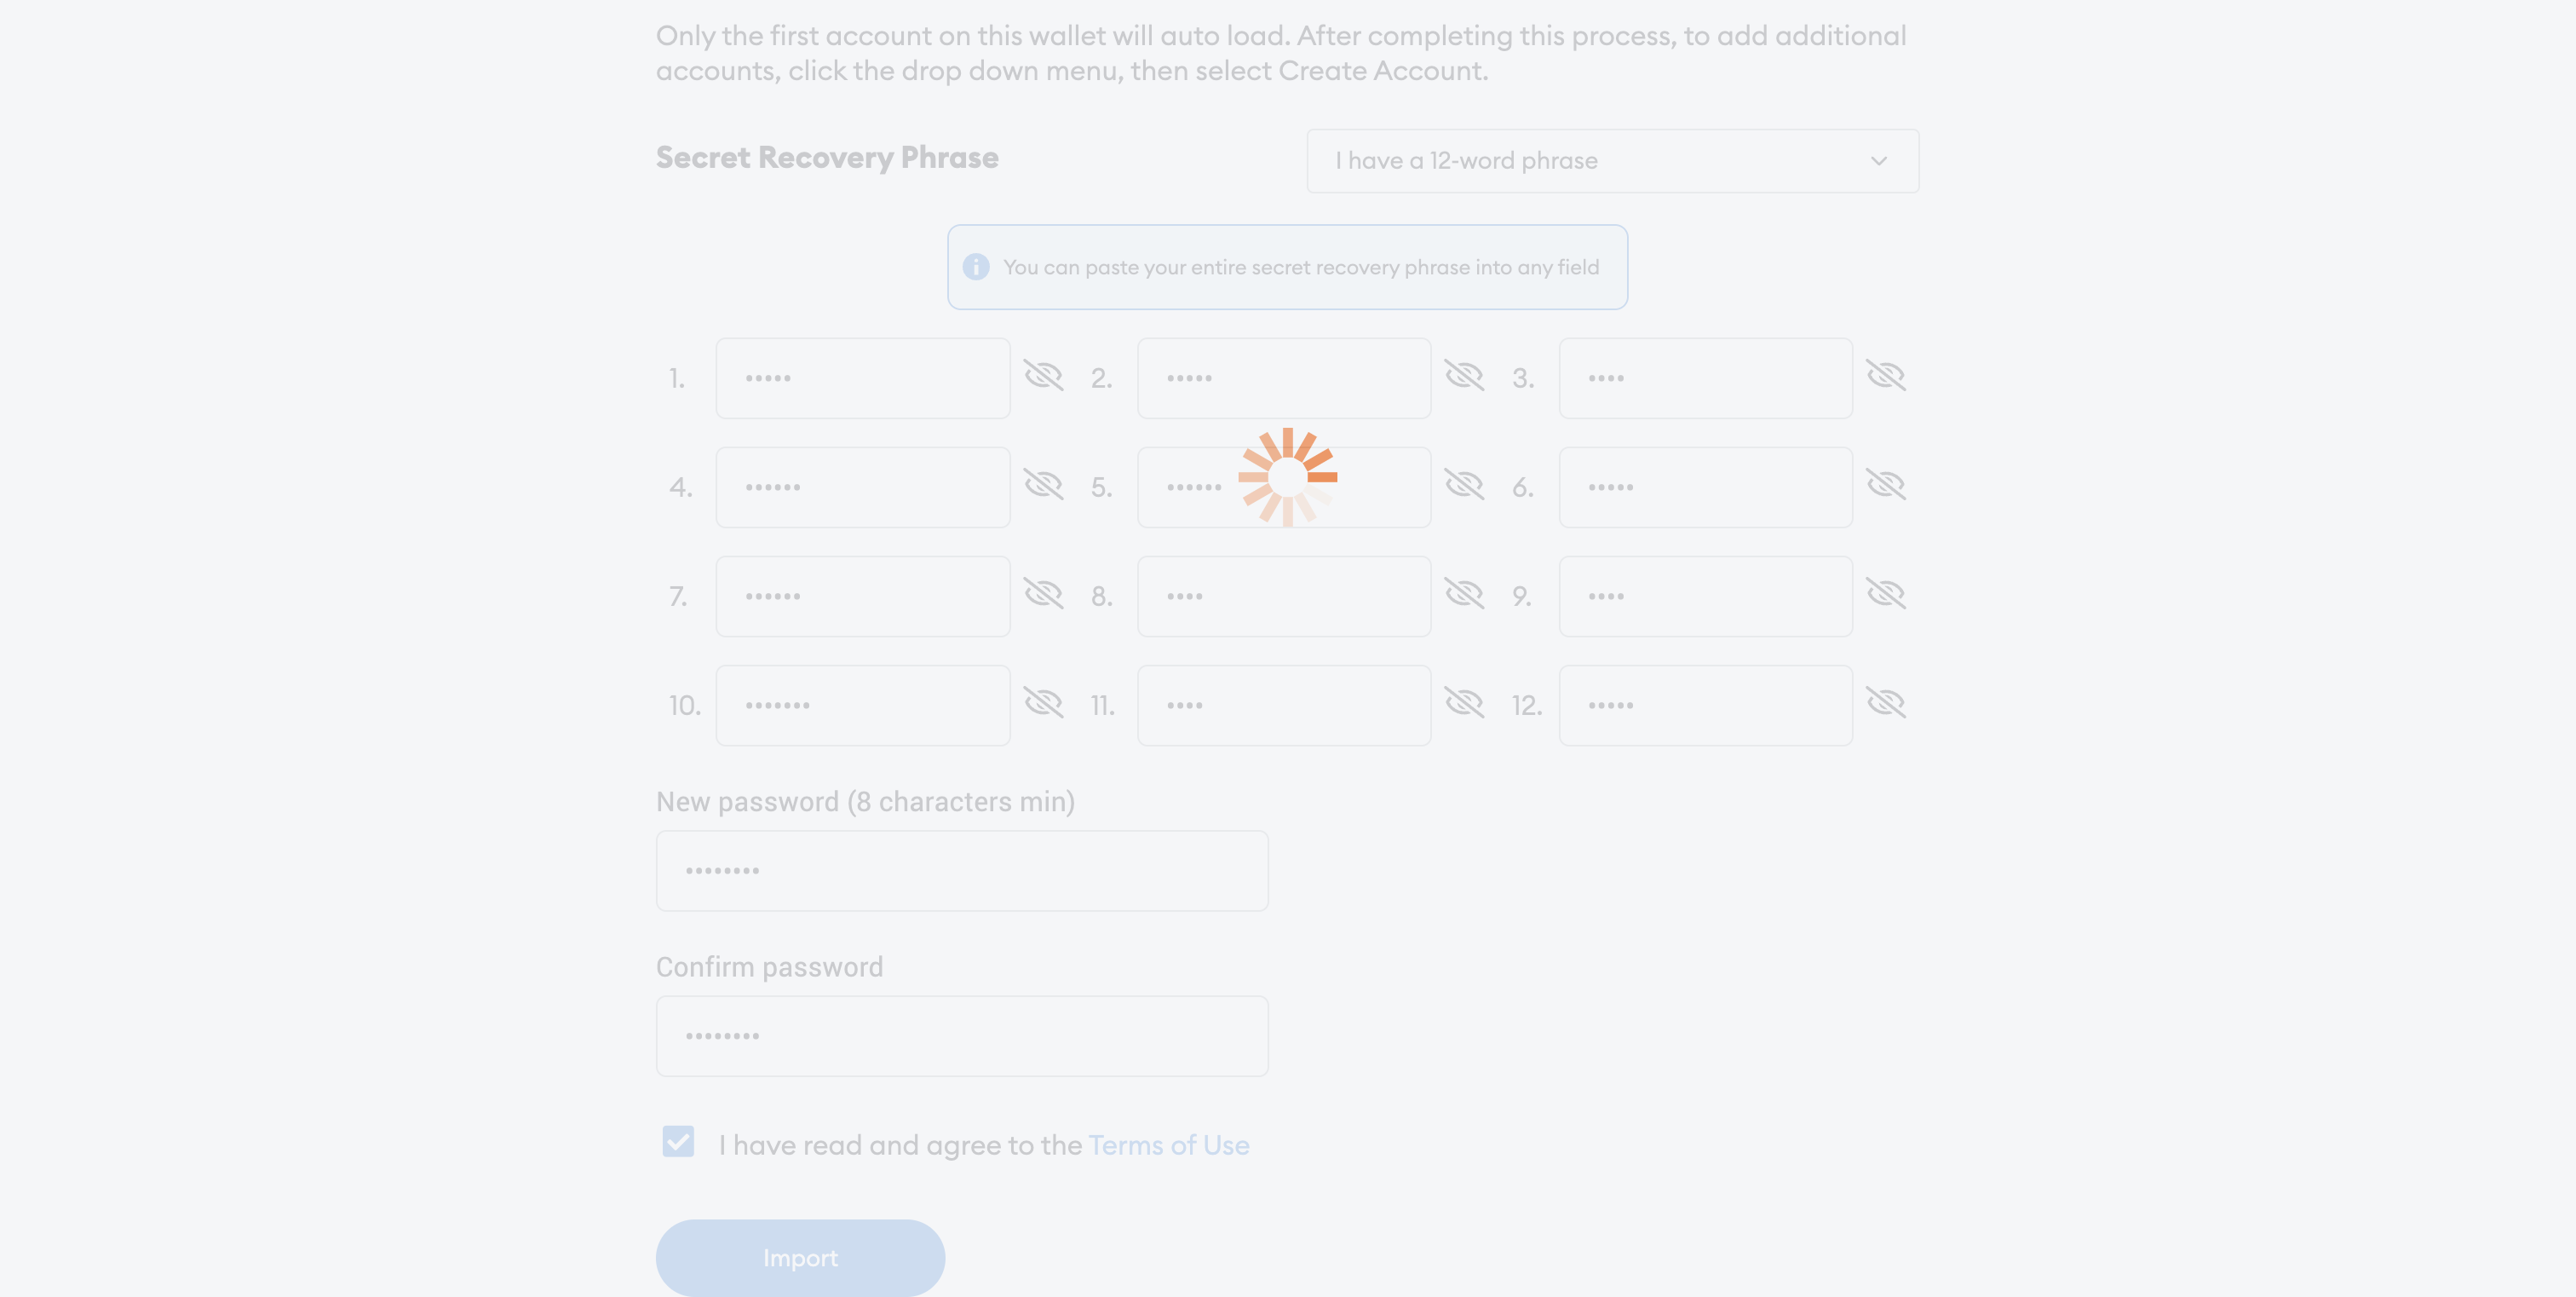 Only the first account on this wallet will auto load. After completing this process, to add additional
accounts, click the drop down menu, then select Create Account.
Secret Recovery Phrase
I have a 12-word phrase
You can paste your entire secret recovery phrase into any field
1. ••••• 2. ••••• 3. ••••
4. •••••• 5. •••••• 6. •••••
7. •••••• 8. •••• 9. ••••
10. ••••••• 11. •••• 12. •••••
New password (8 characters min)
••••••••
Confirm password
••••••••
I have read and agree to the Terms of Use
Import